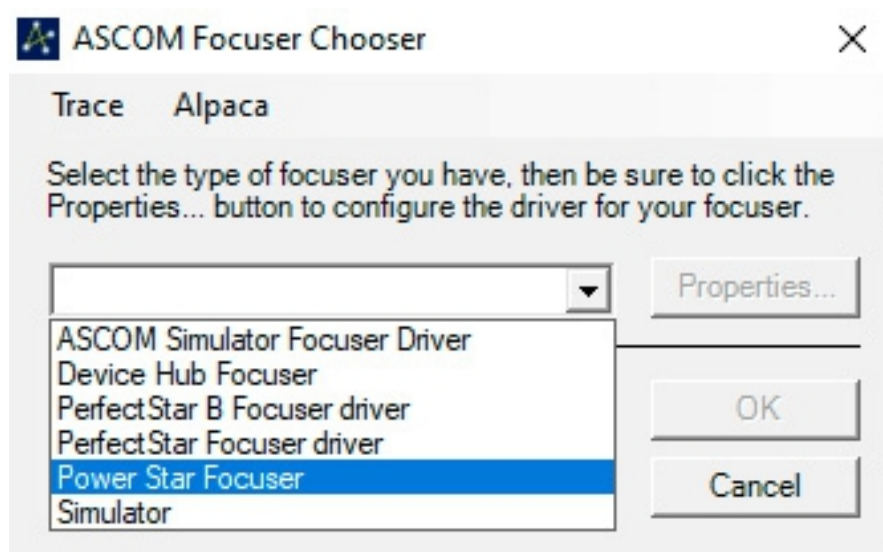 ASCOM Focuser Chooser
Trace Alpaca
Select the type of focuser you have, then be sure to click the
Properties... button to configure the driver for your focuser.
Properties...
ASCOM Simulator Focuser Driver
Device Hub Focuser
PerfectStar B Focuser driver
PerfectStar Focuser driver
Power Star Focuser
Simulator
OK
Cancel